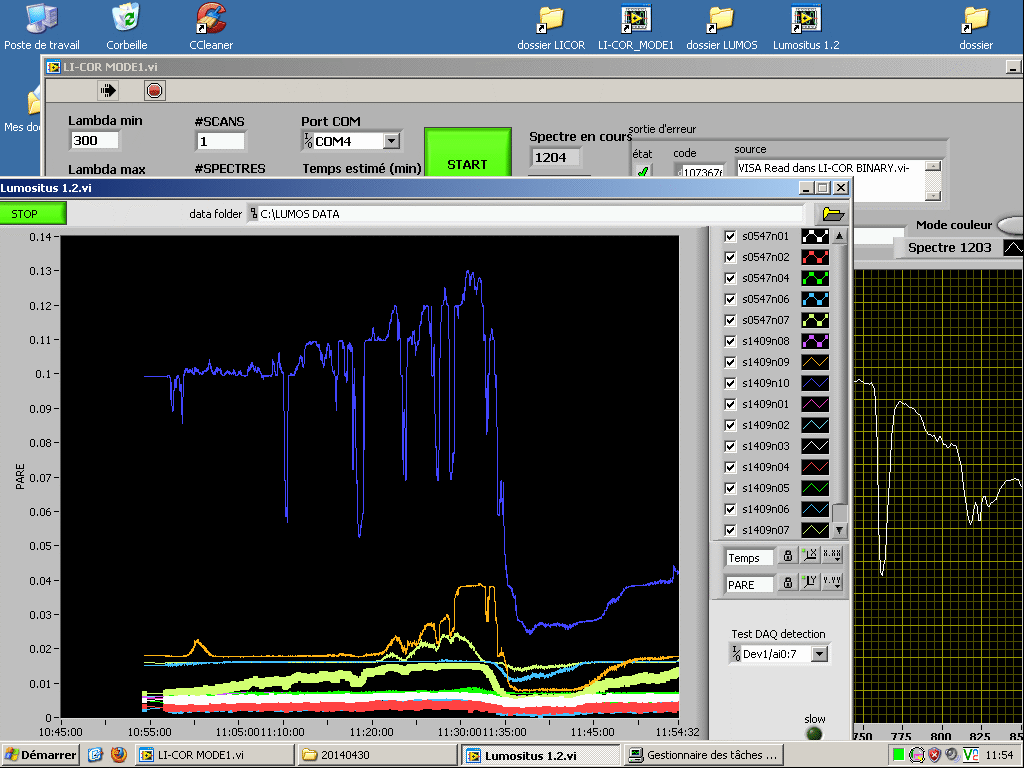 Poste de travail
Corbeille
CCleaner
dossier LICOR
LI-COR_MODE1
dossier LUMOS
Lumositus 1.2
dossier
Mes do
LI-COR MODE1.vi
Lambda min
#SCANS
Port COM
300
1
COM4
Lambda max
#SPECTRES
Temps estimé (min)
START
Spectre en cours
1204
sortie d'erreur
état
code
source
107367
VISA Read dans LI-COR BINARY.vi-
Mode couleur
Spectre 1203
Lumositus 1.2.vi
STOP
data folder
C:\LUMOS DATA
0.14
0.13
0.12
0.11
0.1
0.09
0.08
0.07
0.06
0.05
0.04
0.03
0.02
0.01
0
PARE
10:45:00
10:55:00
11:05:00
11:10:00
11:20:00
11:30:00
11:35:00
11:45:00
11:54:32
s0547n01
s0547n02
s0547n04
s0547n06
s0547n07
s1409n08
s1409n09
s1409n10
s1409n01
s1409n02
s1409n03
s1409n04
s1409n05
s1409n06
s1409n07
Temps
X
X.XX
PARE
Y
Y.YY
Test DAQ detection
Dev1/ai0:7
slow
750
775
800
825
85
Démarrer
LI-COR MODE1.vi
20140430
Lumositus 1.2.vi
Gestionnaire des tâches ...
11:54